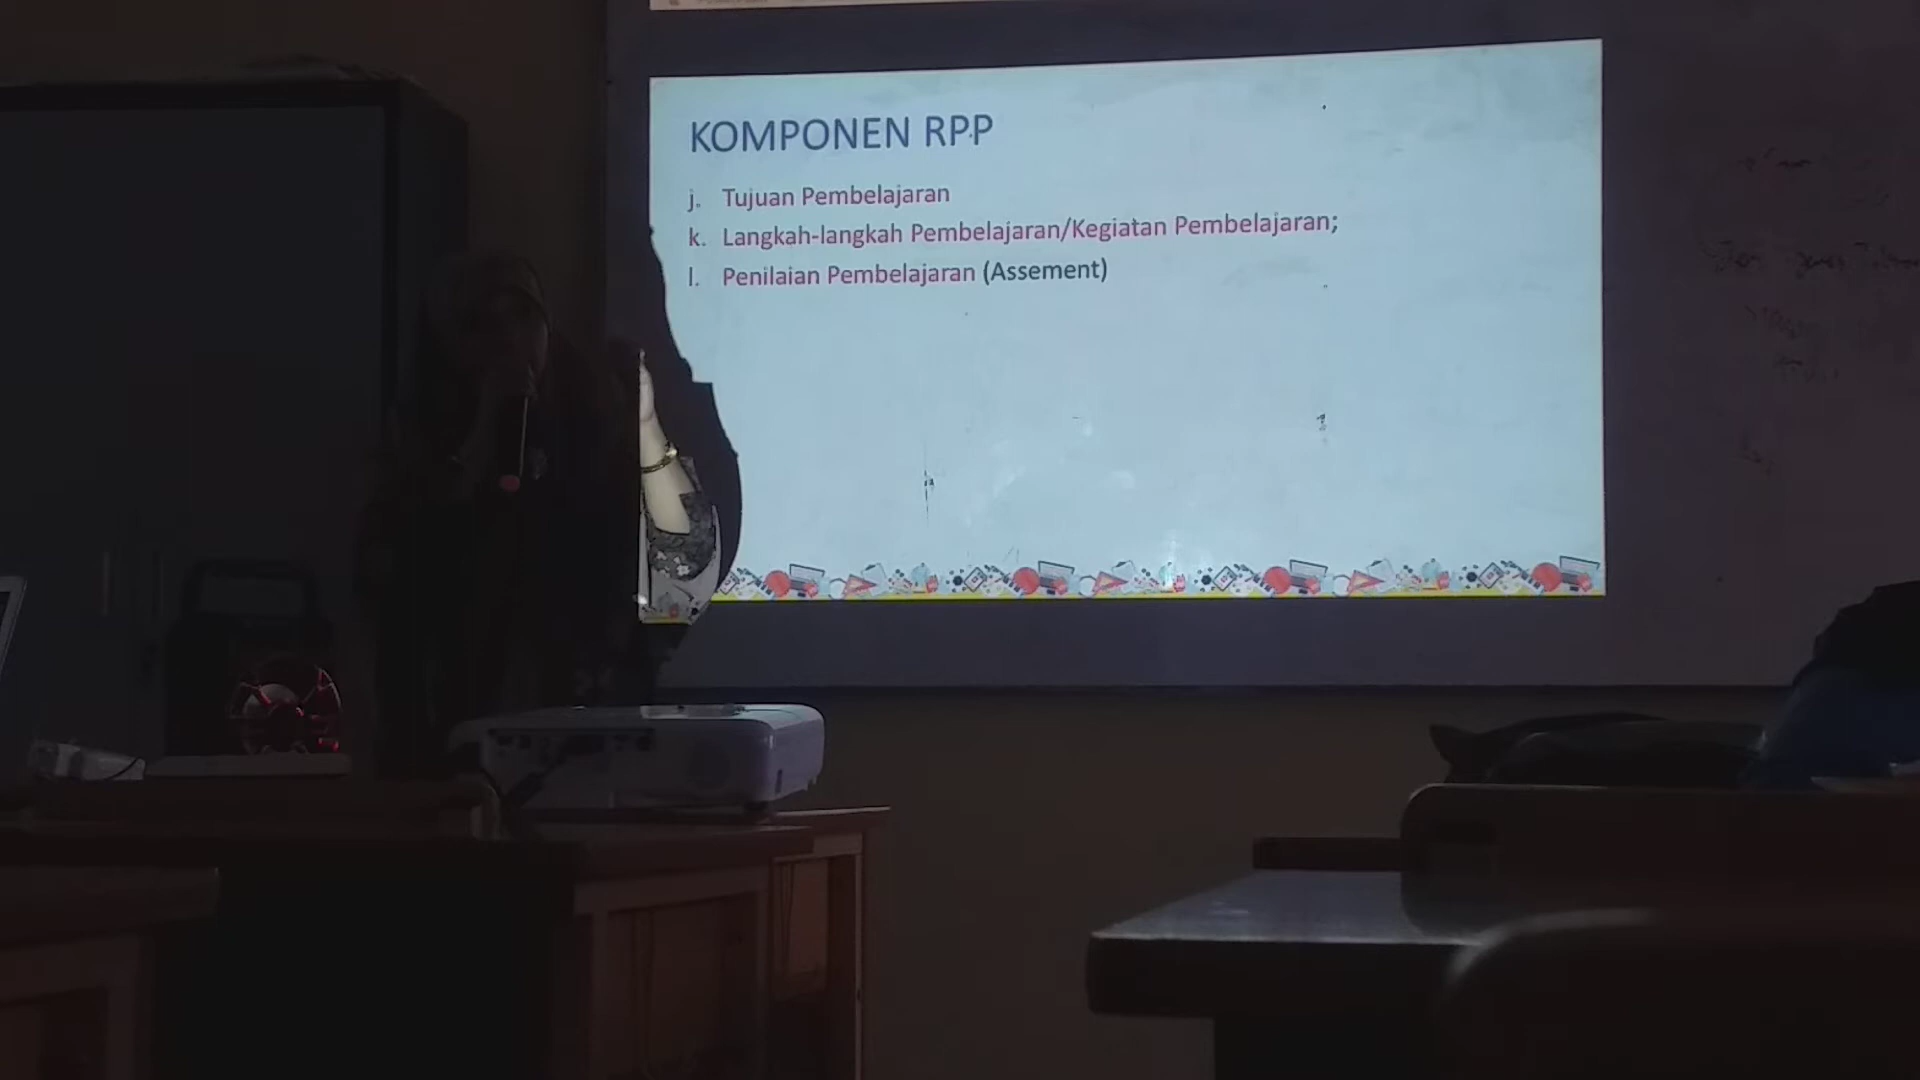 KOMPONEN RPP
j. Tujuan Pembelajaran
k. Langkah-langkah Pembelajaran/Kegiatan Pembelajaran;
l. Penilaian Pembelajaran (Assement)